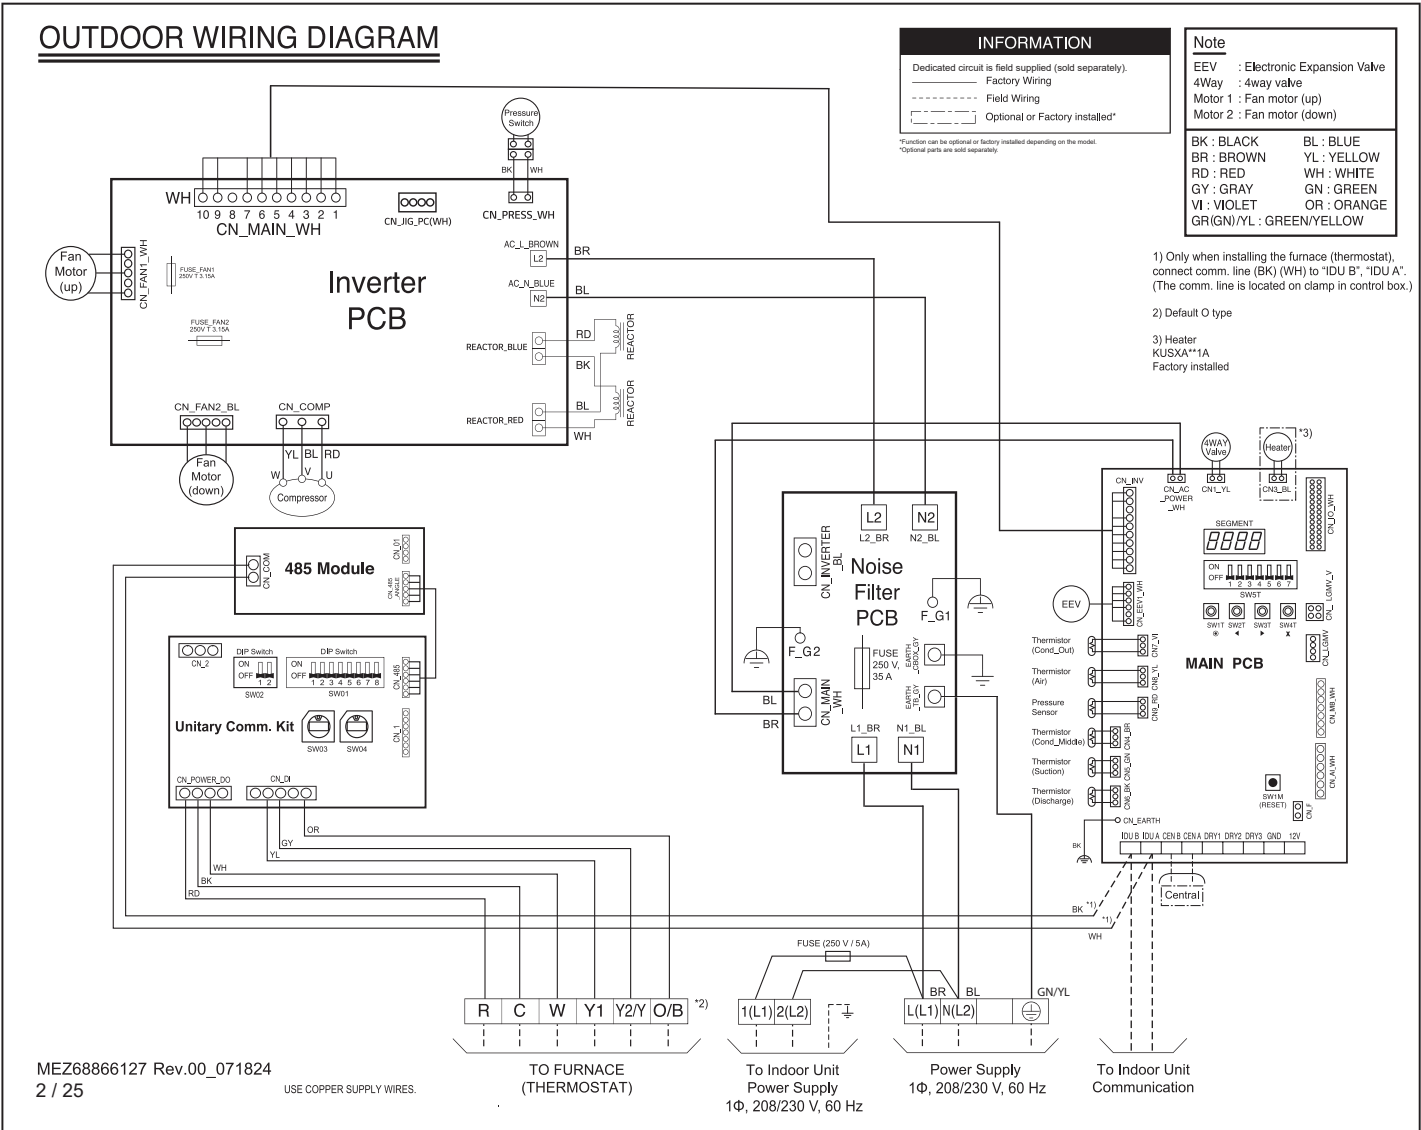 OUTDOOR WIRING DIAGRAM
INFORMATION
Dedicated circuit is field supplied (sold separately).
Factory Wiring
Field Wiring
Optional or Factory installed*
*Function can be optional or factory installed depending on the model.
*Optional parts are sold separately.
Note
EEV : Electronic Expansion Valve
4Way : 4way valve
Motor 1 : Fan motor (up)
Motor 2 : Fan motor (down)
BK : BLACK BL : BLUE
BR : BROWN YL : YELLOW
RD : RED WH : WHITE
GY : GRAY GN : GREEN
VI : VIOLET OR : ORANGE
GR(GN)/YL : GREEN/YELLOW
1) Only when installing the furnace (thermostat),
connect comm. line (BK) (WH) to “IDU B”, “IDU A”.
(The comm. line is located on clamp in control box.)
2) Default O type
3) Heater
KUSXA**1A
Factory installed
Pressure
Switch
BK WH
WH
10 9 8 7 6 5 4 3 2 1
CN_MAIN_WH
CN_JIG_PC(WH)
CN_PRESS_WH
Fan
Motor
(up)
CN_FAN1_WH
FUSE_FAN1
250V T 3.15A
FUSE_FAN2
250V T 3.15A
Inverter
PCB
AC_L_BROWN
L2
BR
AC_N_BLUE
N2
BL
REACTOR_BLUE
RD
BK
REACTOR
REACTOR_RED
BL
WH
REACTOR
CN_FAN2_BL
CN_COMP
Fan
Motor
(down)
YL BL RD
W V U
Compressor
CN_COM
485 Module
CN_01
CN_485
_ANGLE
CN_2
DIP Switch
ON
OFF
1 2
SW02
DIP Switch
ON
OFF
1 2 3 4 5 6 7 8
SW01
CN_485
Unitary Comm. Kit
SW03
SW04
CN_1
CN_POWER_DO
CN_DI
OR
GY
YL
WH
BK
RD
L2
N2
L2_BR
N2_BL
CN_INVERTER
_BL
Noise
Filter
PCB
F_G1
F_G2
FUSE
250 V,
35 A
EARTH
_CBOX_GY
EARTH
_TB_GY
CN_MAIN
_WH
BL
BR
L1_BR
N1_BL
L1
N1
4WAY
Valve
Heater
*3)
CN_INV
CN_AC
_POWER
_WH
CN1_YL
CN3_BL
CN_IO_WH
SEGMENT
8888
ON
OFF
1 2 3 4 5 6 7
SW5T
SW1T SW2T SW3T SW4T
CN_ LGMV_V
CN_LGMV
EEV
CN_EEV1_WH
Thermistor
(Cond_Out)
CN7_VI
Thermistor
(Air)
CN8_YL
Pressure
Sensor
CN9_RD
Thermistor
(Cond_Middle)
CN4_BR
Thermistor
(Suction)
CN5_GN
Thermistor
(Discharge)
CN6_BK
MAIN PCB
CN_MB_WH
CN_AI_WH
SW1M
(RESET)
CN_F
CN_EARTH
BK
IDU B IDU A CEN B CEN A DRY1 DRY2 DRY3 GND 12V
Central
BK *1)
*1)
WH
FUSE (250 V / 5A)
BR BL GN/YL
R C W Y1 Y2/Y O/B *2)
1(L1) 2(L2)
L(L1) N(L2)
TO FURNACE
(THERMOSTAT)
To Indoor Unit
Power Supply
1Φ, 208/230 V, 60 Hz
Power Supply
1Φ, 208/230 V, 60 Hz
To Indoor Unit
Communication
MEZ68866127 Rev.00_071824
2 / 25
USE COPPER SUPPLY WIRES.